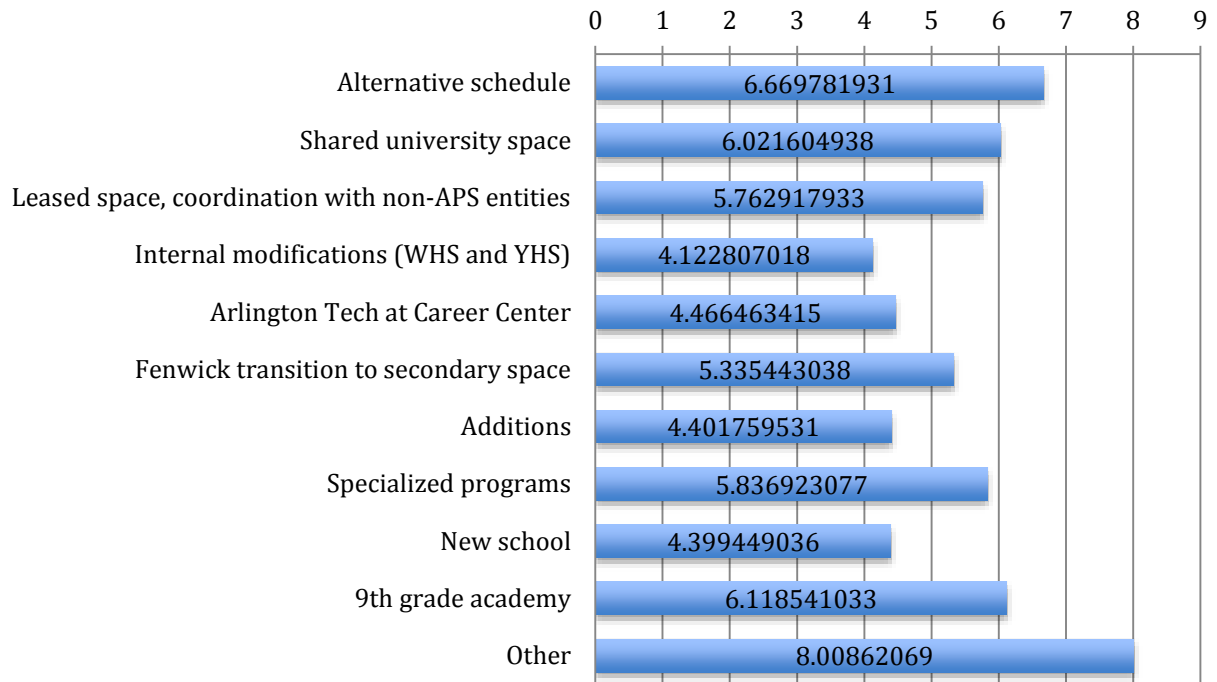 0 1 2 3 4 5 6 7 8 9
Alternative schedule 6.669781931
Shared university space 6.021604938
Leased space, coordination with non-APS entities 5.762917933
Internal modifications (WHS and YHS) 4.122807018
Arlington Tech at Career Center 4.466463415
Fenwick transition to secondary space 5.335443038
Additions 4.401759531
Specialized programs 5.836923077
New school 4.399449036
9th grade academy 6.118541033
Other 8.00862069